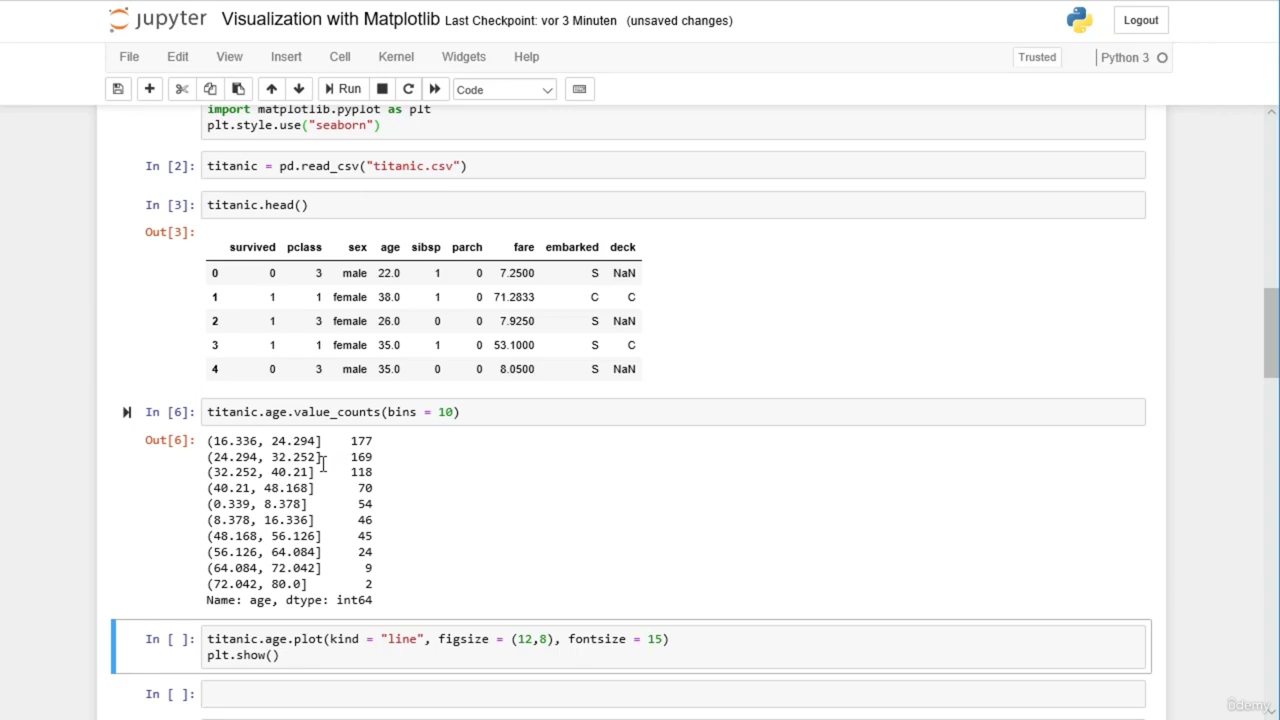 jupyter Visualization with Matplotlib Last Checkpoint: vor 3 Minuten (unsaved changes) Logout
File Edit View Insert Cell Kernel Widgets Help Trusted Python 3
Run Code
import matplotlib.pyplot as plt
plt.style.use("seaborn")
In [2]: titanic = pd.read_csv("titanic.csv")
In [3]: titanic.head()
Out[3]:
survived pclass sex age sibsp parch fare embarked deck
0 0 3 male 22.0 1 0 7.2500 S NaN
1 1 1 female 38.0 1 0 71.2833 C C
2 1 3 female 26.0 0 0 7.9250 S NaN
3 1 1 female 35.0 1 0 53.1000 S C
4 0 3 male 35.0 0 0 8.0500 S NaN
In [6]: titanic.age.value_counts(bins = 10)
Out[6]: (16.336, 24.294] 177
(24.294, 32.252] 169
(32.252, 40.21] 118
(40.21, 48.168] 70
(0.339, 8.378] 54
(8.378, 16.336] 46
(48.168, 56.126] 45
(56.126, 64.084] 24
(64.084, 72.042] 9
(72.042, 80.0] 2
Name: age, dtype: int64
In [ ]: titanic.age.plot(kind = "line", figsize = (12,8), fontsize = 15)
plt.show()
In [ ]:
ûdemy